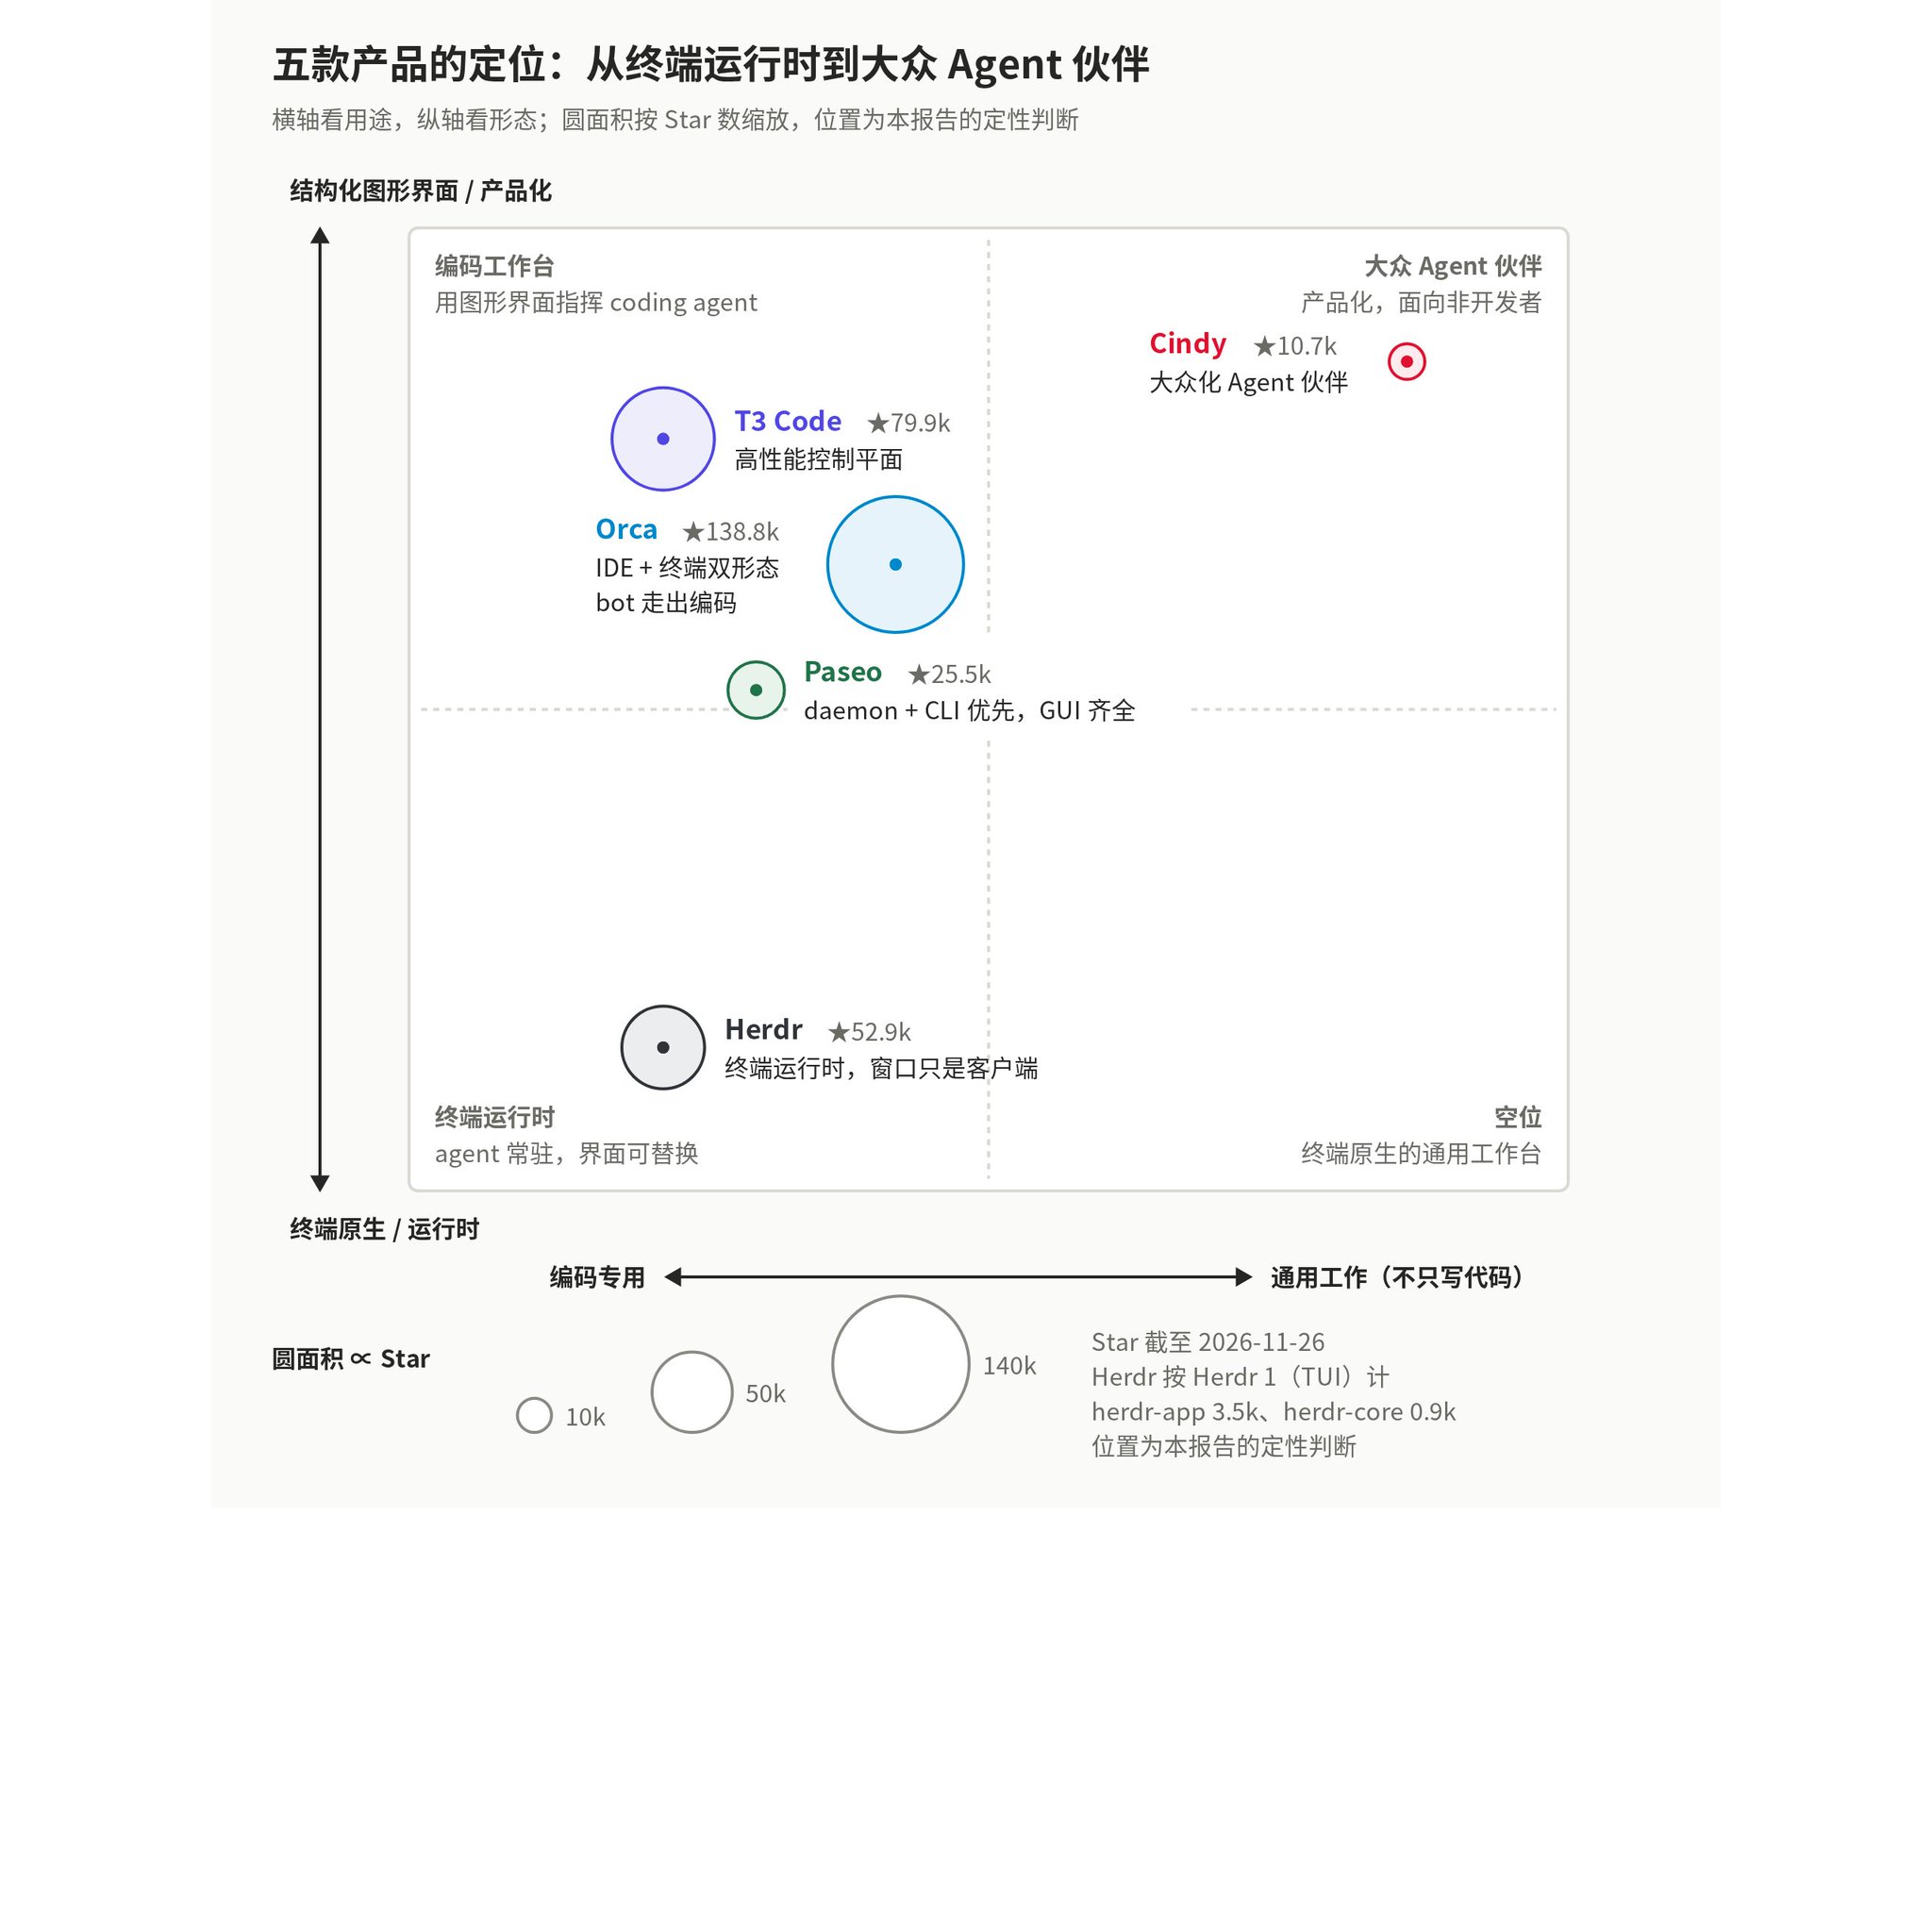 五款产品的定位：从终端运行时到大众 Agent 伙伴
横轴看用途，纵轴看形态；圆面积按 Star 数缩放，位置为本报告的定性判断
结构化图形界面 / 产品化
编码工作台
用图形界面指挥 coding agent
大众 Agent 伙伴
产品化，面向非开发者
Cindy ★10.7k
大众化 Agent 伙伴
T3 Code ★79.9k
高性能控制平面
Orca ★138.8k
IDE + 终端双形态
bot 走出编码
Paseo ★25.5k
daemon + CLI 优先，GUI 齐全
Herdr ★52.9k
终端运行时，窗口只是客户端
终端运行时
agent 常驻，界面可替换
空位
终端原生的通用工作台
终端原生 / 运行时
编码专用
通用工作（不只写代码）
圆面积 ∝ Star
10k
50k
140k
Star 截至 2026-11-26
Herdr 按 Herdr 1（TUI）计
herdr-app 3.5k、herdr-core 0.9k
位置为本报告的定性判断